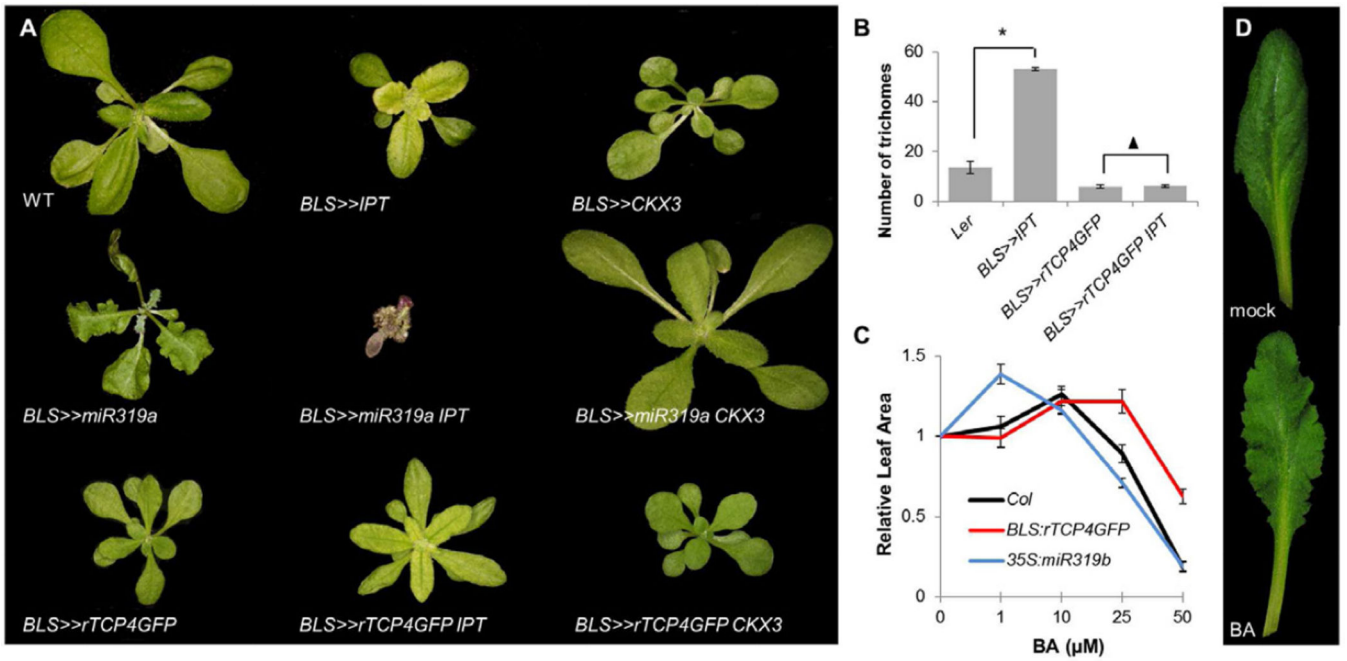 A
WT
BLS>>IPT
BLS>>CKX3
BLS>>miR319a
BLS>>miR319a IPT
BLS>>miR319a CKX3
BLS>>rTCP4GFP
BLS>>rTCP4GFP IPT
BLS>>rTCP4GFP CKX3
B
Number of trichomes
60
40
20
0
*
▲
Ler
BLS>>IPT
BLS>>rTCP4GFP
BLS>>rTCP4GFP IPT
C
Relative Leaf Area
1.5
1
0.5
0
Col
BLS:rTCP4GFP
35S:miR319b
0
1
10
25
50
BA (μM)
D
mock
BA